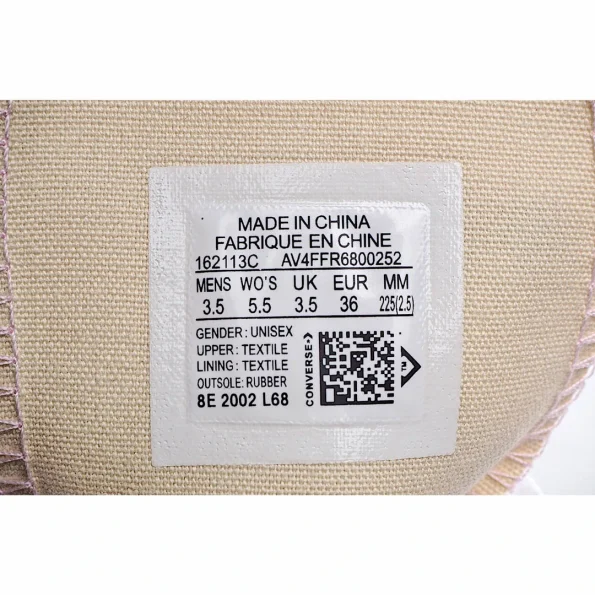 MADE IN CHINA
FABRIQUE EN CHINE
162113C AV4FFR6800252
MENS WO'S UK EUR MM
3.5 5.5 3.5 36 225(2.5)
GENDER: UNISEX
UPPER: TEXTILE
LINING: TEXTILE
OUTSOLE: RUBBER
8E 2002 L68
CONVERSE